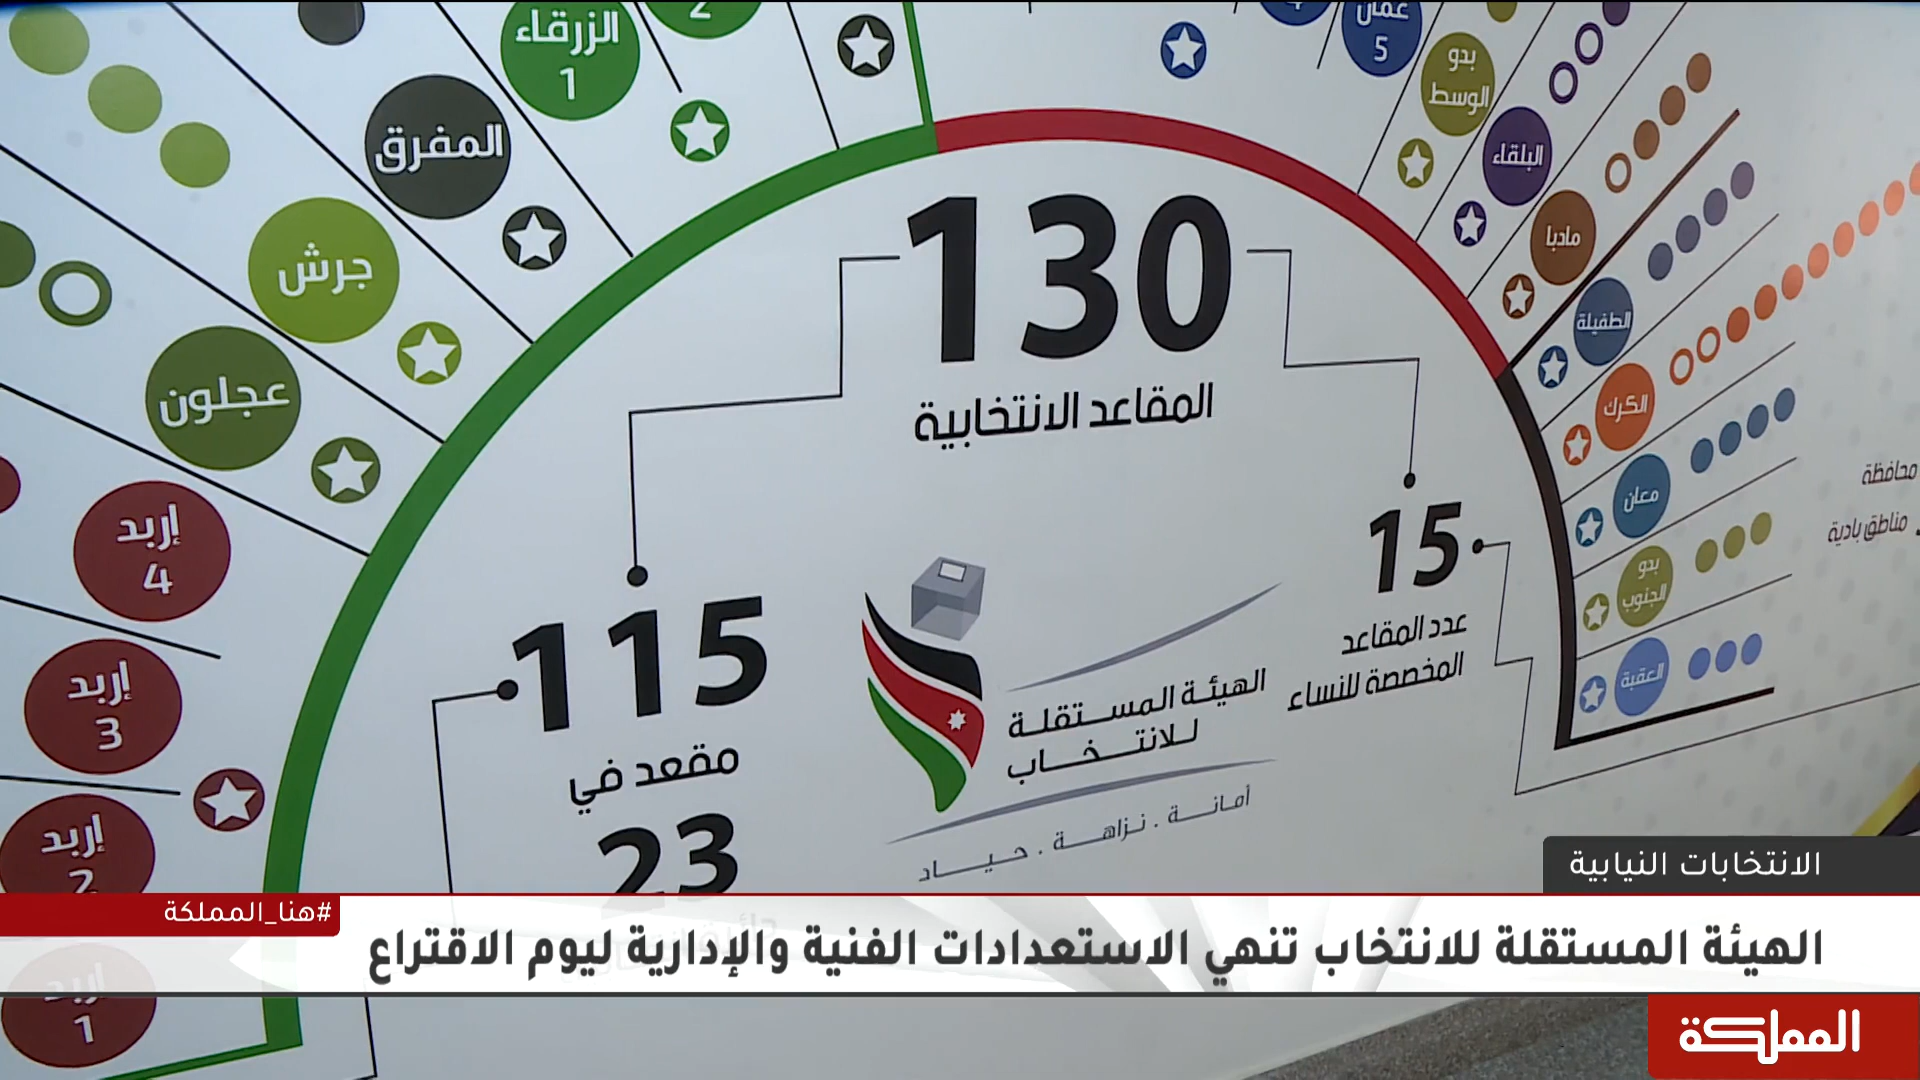 الزرقاء
1
2
عمان
5
بدو
الوسط
المفرق
البلقاء
مادبا
جرش
الطفيلة
عجلون
الكرك
إربد
4
معان
إربد
3
بدو
الجنوب
إربد
2
العقبة
إربد
1
130
المقاعد الانتخابية
115
مقعد في
23
15
عدد المقاعد
المخصصة للنساء
محافظة
مناطق بادية
الهيئة المستقلة
للانتخاب
أمانة . نزاهة . حياد
الانتخابات النيابية
#هنا_المملكة
الهيئة المستقلة للانتخاب تنهي الاستعدادات الفنية والإدارية ليوم الاقتراع
المملكة